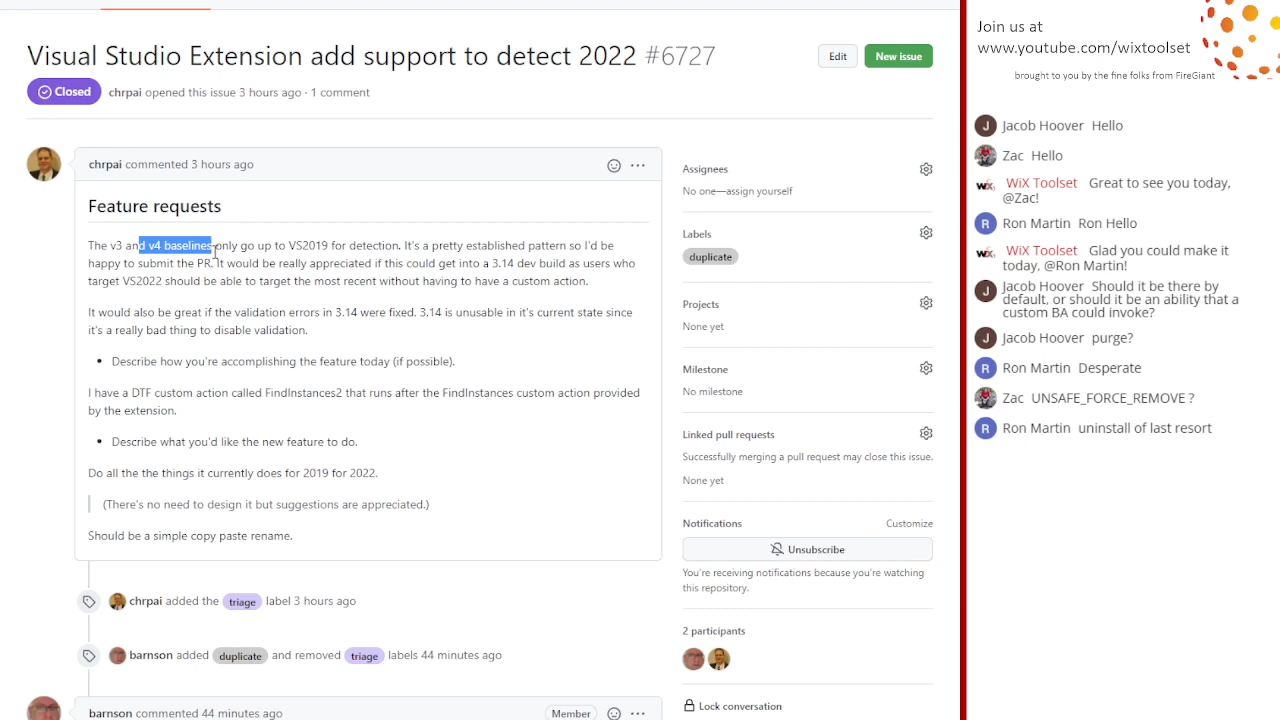 Visual Studio Extension add support to detect 2022 #6727
Edit
New issue
Closed
chrpai opened this issue 3 hours ago · 1 comment
chrpai commented 3 hours ago
Feature requests
The v3 and v4 baselines only go up to VS2019 for detection. It's a pretty established pattern so I'd be
happy to submit the PR. It would be really appreciated if this could get into a 3.14 dev build as users who
target VS2022 should be able to target the most recent without having to have a custom action.
It would also be great if the validation errors in 3.14 were fixed. 3.14 is unusable in it's current state since
it's a really bad thing to disable validation.
• Describe how you're accomplishing the feature today (if possible).
I have a DTF custom action called FindInstances2 that runs after the FindInstances custom action provided
by the extension.
• Describe what you'd like the new feature to do.
Do all the the things it currently does for 2019 for 2022.
(There's no need to design it but suggestions are appreciated.)
Should be a simple copy paste rename.
chrpai added the triage label 3 hours ago
barnson added duplicate and removed triage labels 44 minutes ago
barnson commented 44 minutes ago
Member
Assignees
No one—assign yourself
Labels
duplicate
Projects
None yet
Milestone
No milestone
Linked pull requests
Successfully merging a pull request may close this issue.
None yet
Notifications
Customize
Unsubscribe
You're receiving notifications because you're watching
this repository.
2 participants
Lock conversation
Join us at
www.youtube.com/wixtoolset
brought to you by the fine folks from FireGiant
J Jacob Hoover Hello
Zac Hello
WiX WiX Toolset Great to see you today,
@Zac!
R Ron Martin Ron Hello
WiX WiX Toolset Glad you could make it
today, @Ron Martin!
J Jacob Hoover Should it be there by
default, or should it be an ability that a
custom BA could invoke?
J Jacob Hoover purge?
R Ron Martin Desperate
Zac UNSAFE_FORCE_REMOVE ?
R Ron Martin uninstall of last resort